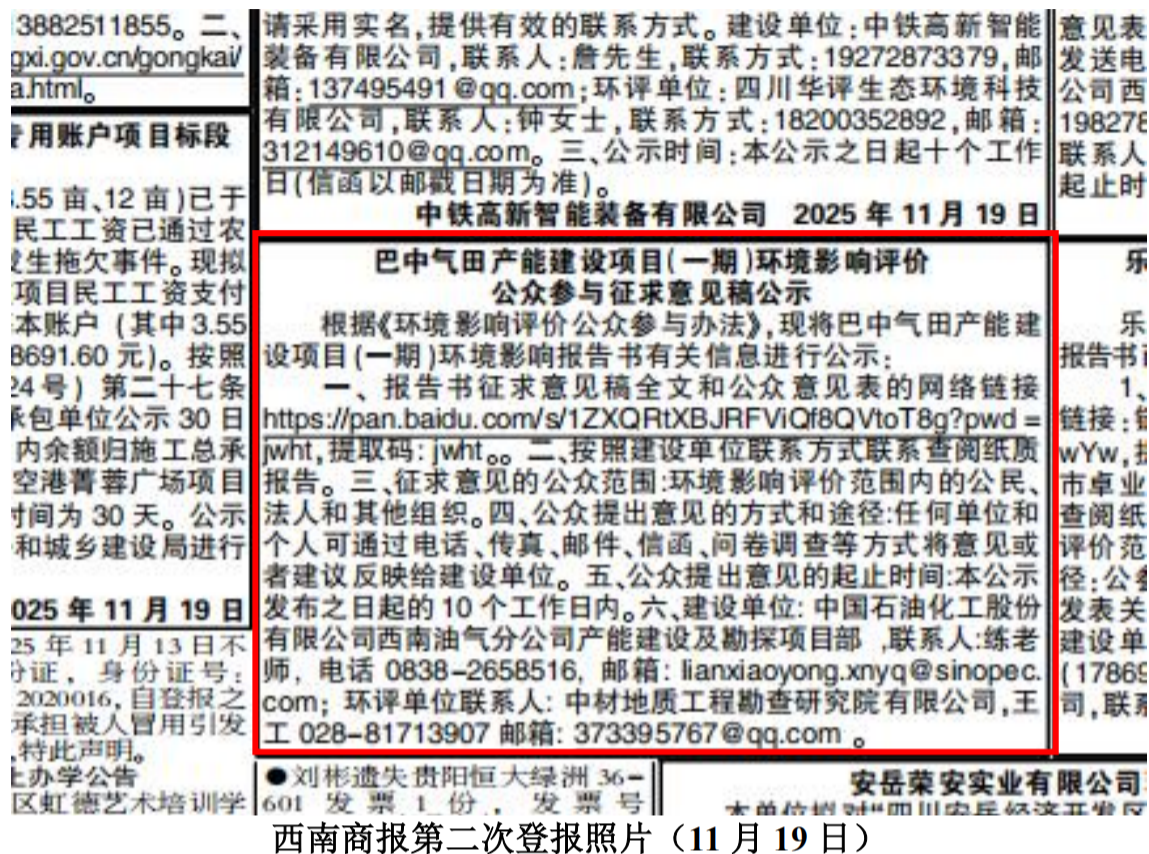 3882511855。二、
gxi.gov.cn/gongkai/
a.html。
专用账户项目标段
.55 亩、12 亩)已于
民工工资已通过农
发生拖欠事件。现拟
项目民工工资支付
本账户 (其中 3.55
8691.60 元)。按照
24 号) 第二十七条
承包单位公示 30 日
内余额归施工总承
空港菁蓉广场项目
时间为 30 天。公示
和城乡建设局进行
025 年 11 月 19 日
25 年 11 月 13 日不
份证, 身份证号:
2020016,自登报之
承担被人冒用引发
,特此声明。
上办学公告
区虹德艺术培训学
请采用实名,提供有效的联系方式。建设单位:中铁高新智能
装备有限公司,联系人:詹先生,联系方式:19272873379,邮
箱:137495491@qq.com;环评单位:四川华评生态环境科技
有限公司,联系人:钟女士,联系方式:18200352892,邮箱:
312149610@qq.com。三、公示时间:本公示之日起十个工作
日(信函以邮戳日期为准)。
中铁高新智能装备有限公司 2025 年 11 月 19 日
巴中气田产能建设项目(一期)环境影响评价
公众参与征求意见稿公示
根据《环境影响评价公众参与办法》,现将巴中气田产能建
设项目(一期)环境影响报告书有关信息进行公示:
一、报告书征求意见稿全文和公众意见表的网络链接
https://pan.baidu.com/s/1ZXQRtXBJRFViQf8QVtoT8g?pwd=
jwht,提取码: jwht。。二、按照建设单位联系方式联系查阅纸质
报告。三、征求意见的公众范围:环境影响评价范围内的公民、
法人和其他组织。四、公众提出意见的方式和途径:任何单位和
个人可通过电话、传真、邮件、信函、问卷调查等方式将意见或
者建议反映给建设单位。五、公众提出意见的起止时间:本公示
发布之日起的 10 个工作日内。六、建设单位: 中国石油化工股份
有限公司西南油气分公司产能建设及勘探项目部 ,联系人:练老
师, 电话 0838-2658516, 邮箱: lianxiaoyong.xnyq@sinopec.
com; 环评单位联系人: 中材地质工程勘查研究院有限公司,王
工 028-81713907 邮箱: 373395767@qq.com 。
●刘彬遗失贵阳恒大绿洲 36-
601 发票 1 份, 发票号
意见表
发送电
公司西
198278
联系人
起止时
乐
乐
报告书
1、
链接:
wYw,
市卓业
查阅纸
评价范
径:公
发表关
建设单
(17869
司,联系
安岳荣安实业有限公司
本单位拟对“四川安岳经济开发区
西南商报第二次登报照片（11 月 19 日）